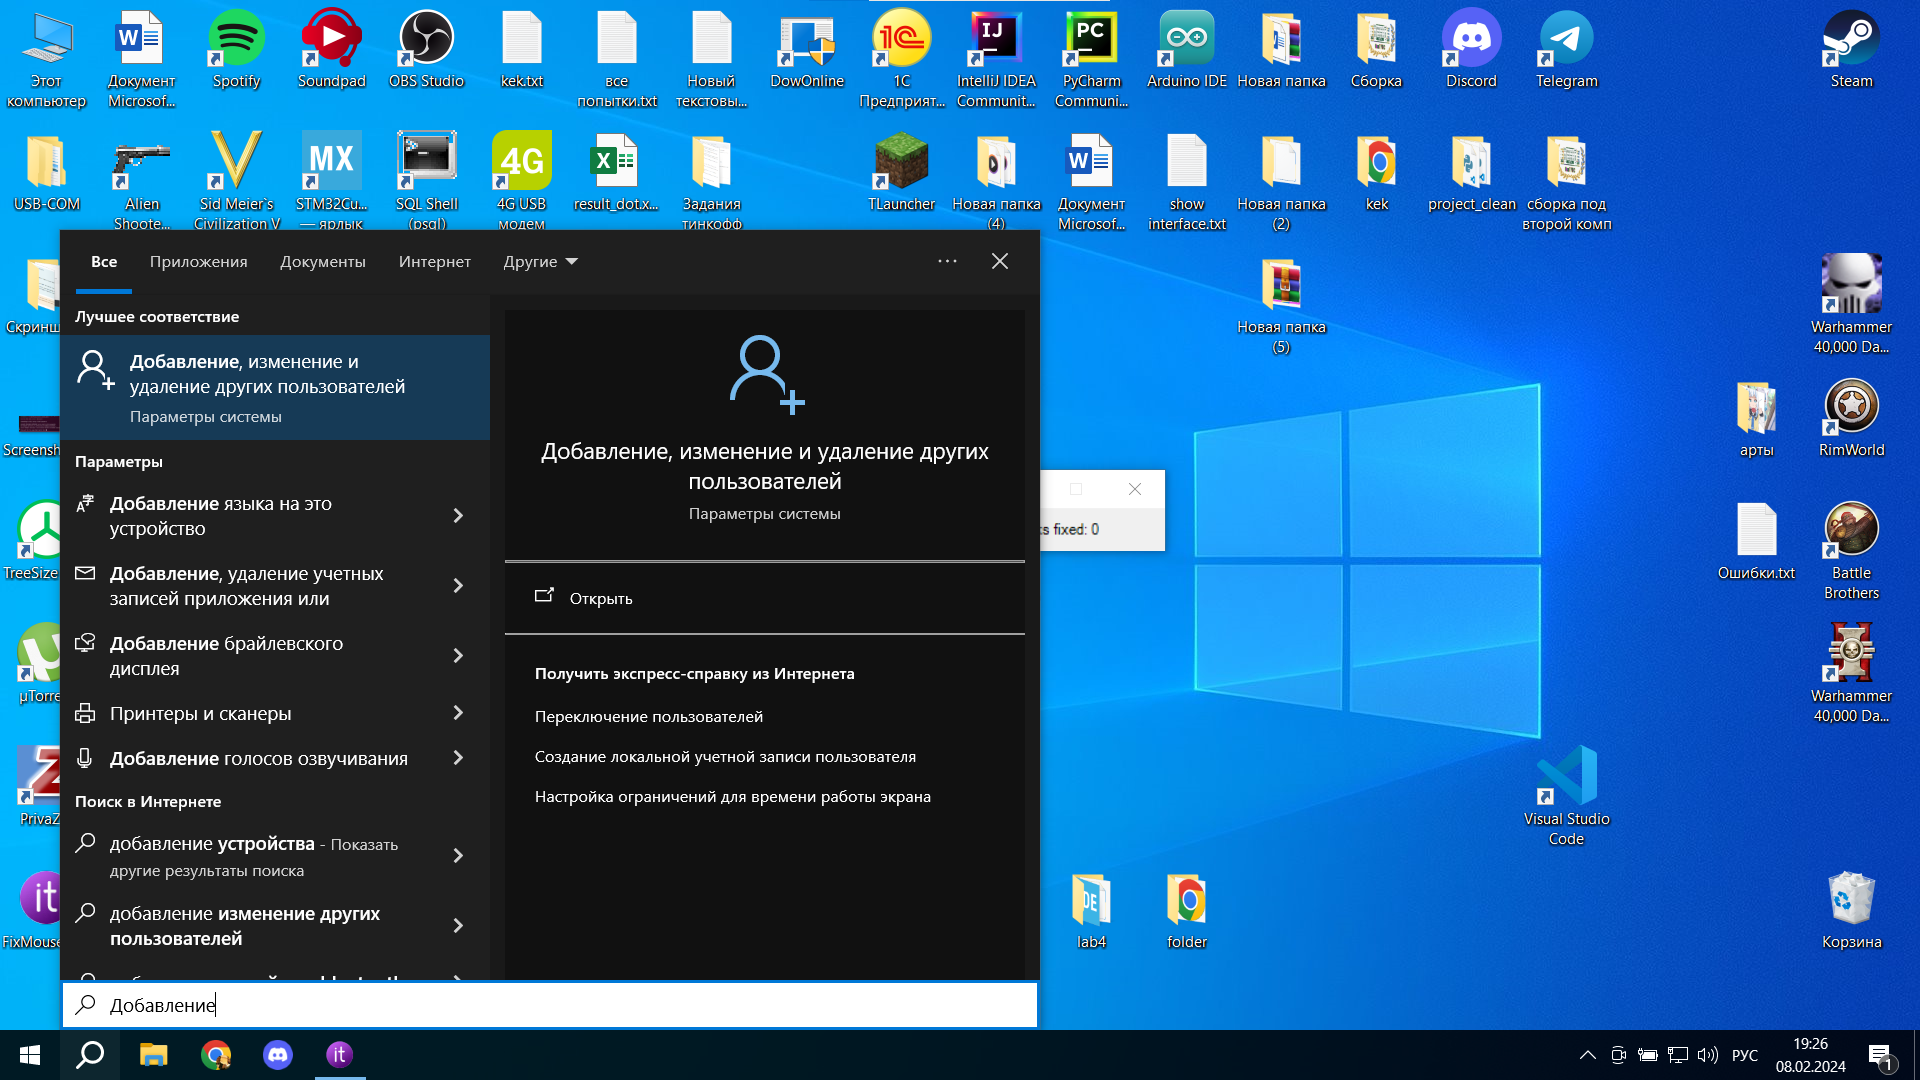 Этот компьютер
Документ Microsof...
Spotify
Soundpad
OBS Studio
kek.txt
все попытки.txt
Новый текстовы...
DowOnline
1С Предприят...
IntelliJ IDEA Communit...
PyCharm Communi...
Arduino IDE
Новая папка
Сборка
Discord
Telegram
Steam
USB-COM
Alien Shoote...
Sid Meier's Civilization V
STM32Cu... — ярлык
SQL Shell (psql)
4G USB модем
result_dot.x...
Задания тинкофф
TLauncher
Новая папка (4)
Документ Microsof...
show interface.txt
Новая папка (2)
kek
project_clean
сборка под второй комп
Все
Приложения
Документы
Интернет
Другие
Лучшее соответствие
Добавление, изменение и
удаление других пользователей
Параметры системы
Параметры
Добавление языка на это
устройство
Добавление, удаление учетных
записей приложения или
Добавление брайлевского
дисплея
Принтеры и сканеры
Добавление голосов озвучивания
Поиск в Интернете
добавление устройства - Показать
другие результаты поиска
добавление изменение других
пользователей
Добавление
Добавление, изменение и удаление других
пользователей
Параметры системы
Открыть
Получить экспресс-справку из Интернета
Переключение пользователей
Создание локальной учетной записи пользователя
Настройка ограничений для времени работы экрана
Скринш
Screensh
TreeSize
µTorre
PrivaZ
FixMouse
ks fixed: 0
Новая папка (5)
Warhammer 40,000 Da...
арты
RimWorld
Ошибки.txt
Battle Brothers
Warhammer 40,000 Da...
Visual Studio Code
lab4
folder
Корзина
РУС
19:26
08.02.2024
1